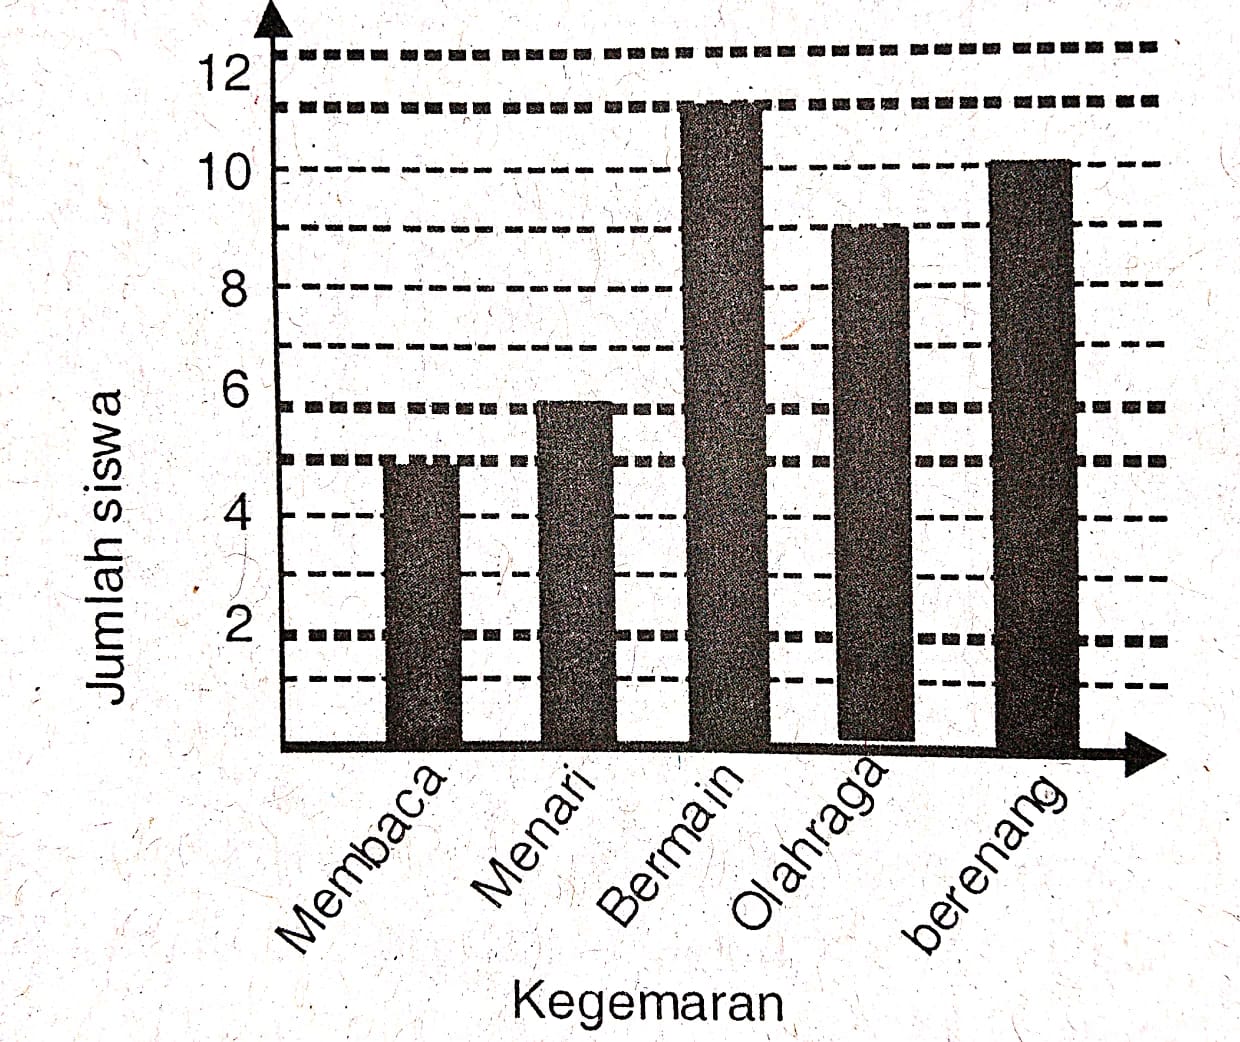 12
10
8
6
4
2
Jumlah siswa
Membaca
Menari
Bermain
Olahraga
berenang
Kegemaran